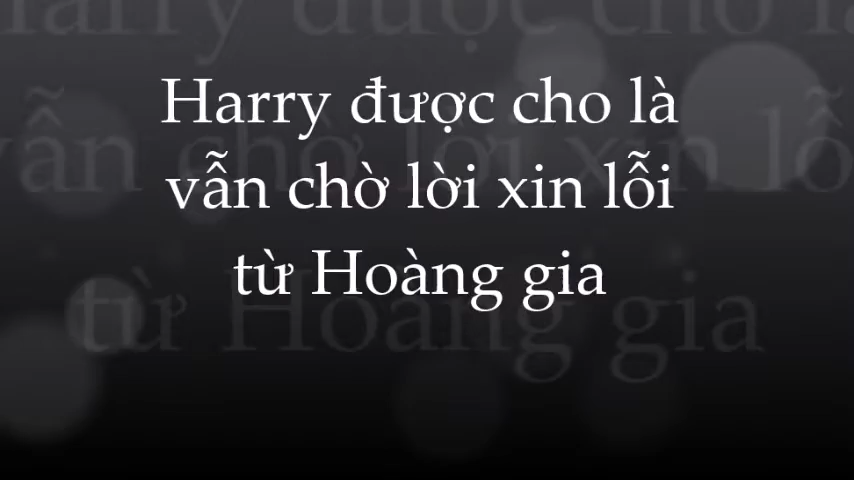 Harry được cho là
vẫn chờ lời xin lỗi
từ Hoàng gia